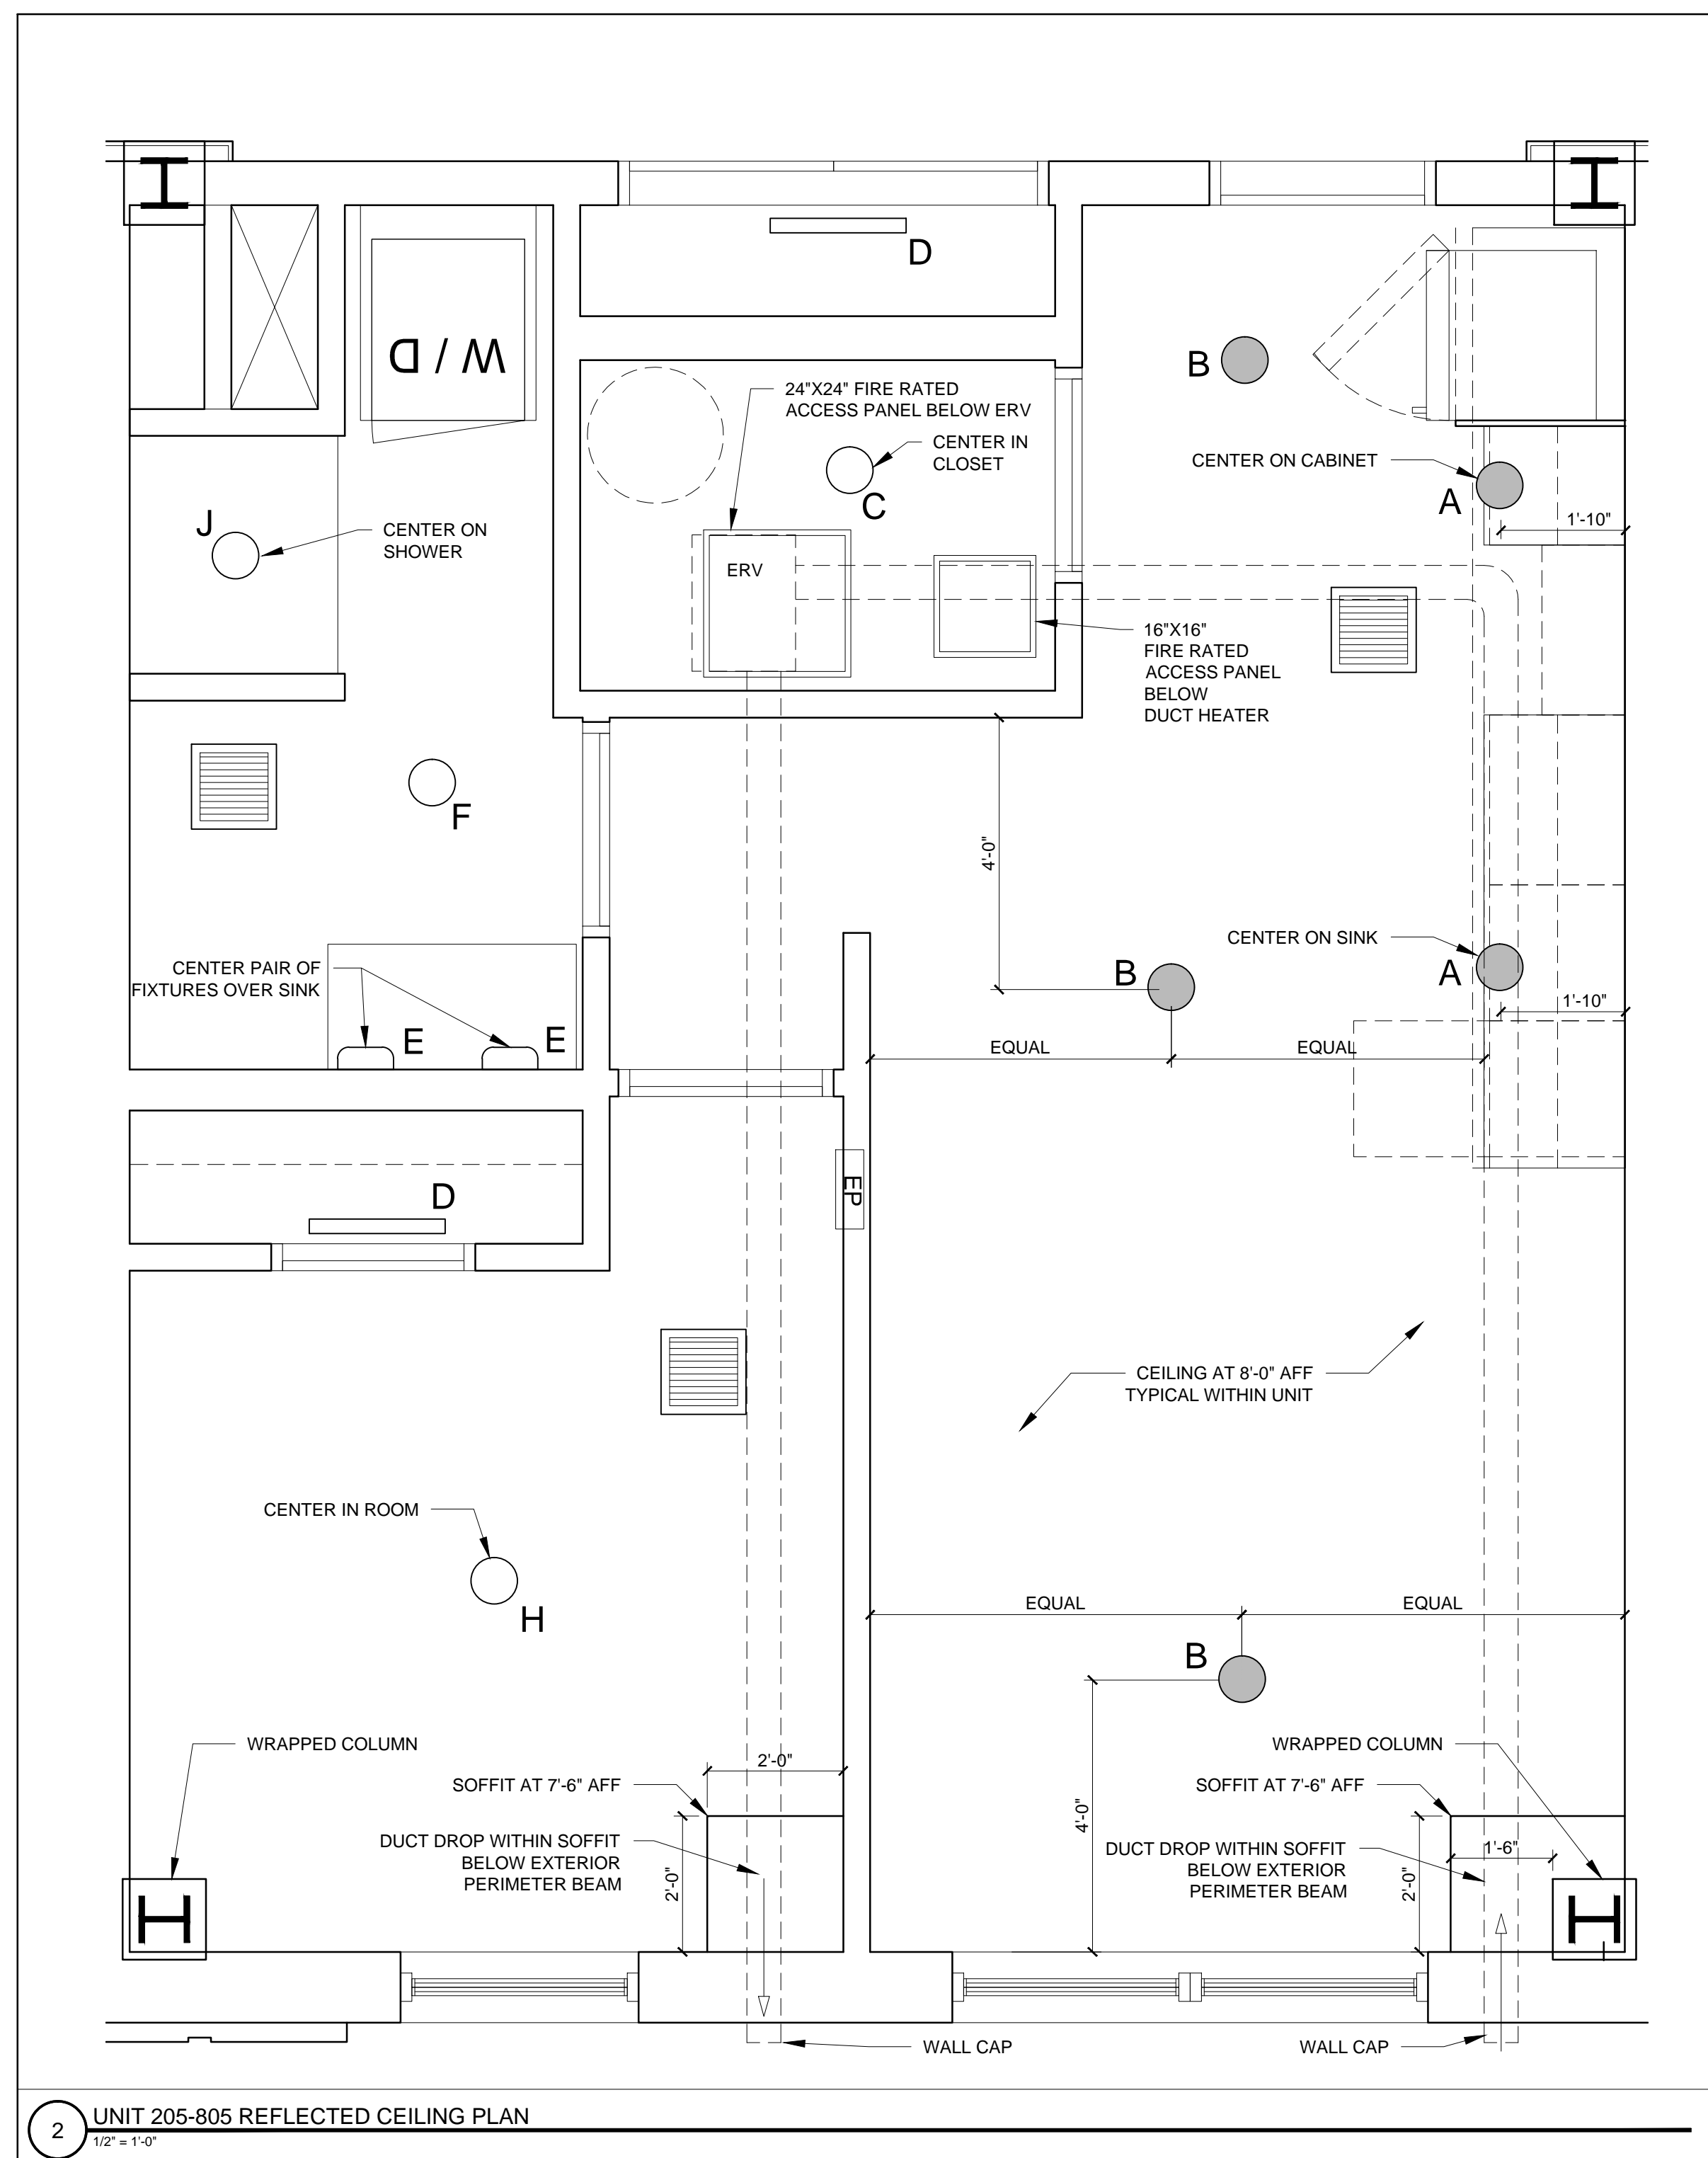 D
W / D
B
24"X24" FIRE RATED
ACCESS PANEL BELOW ERV
CENTER IN
CLOSET
C
CENTER ON CABINET
A
1'-10"
J
CENTER ON
SHOWER
ERV
16"X16"
FIRE RATED
ACCESS PANEL
BELOW
DUCT HEATER
F
4'-0"
CENTER ON SINK
A
B
1'-10"
CENTER PAIR OF
FIXTURES OVER SINK
E
E
EQUAL
EQUAL
EP
D
CEILING AT 8'-0" AFF
TYPICAL WITHIN UNIT
CENTER IN ROOM
H
EQUAL
EQUAL
B
WRAPPED COLUMN
WRAPPED COLUMN
2'-0"
SOFFIT AT 7'-6" AFF
SOFFIT AT 7'-6" AFF
4'-0"
DUCT DROP WITHIN SOFFIT
BELOW EXTERIOR
PERIMETER BEAM
2'-0"
DUCT DROP WITHIN SOFFIT
BELOW EXTERIOR
PERIMETER BEAM
2'-0"
1'-6"
WALL CAP
WALL CAP
2
UNIT 205-805 REFLECTED CEILING PLAN
1/2" = 1'-0"